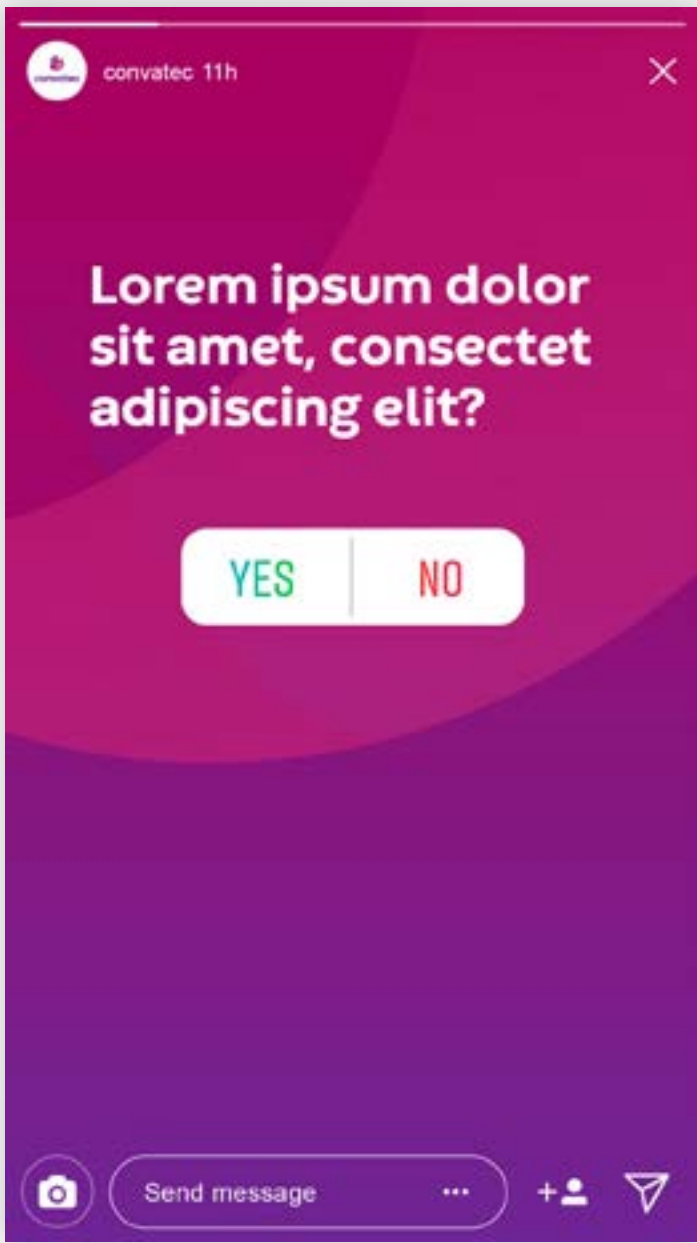 convatec 11h
Lorem ipsum dolor
sit amet, consectet
adipiscing elit?
YES NO
Send message